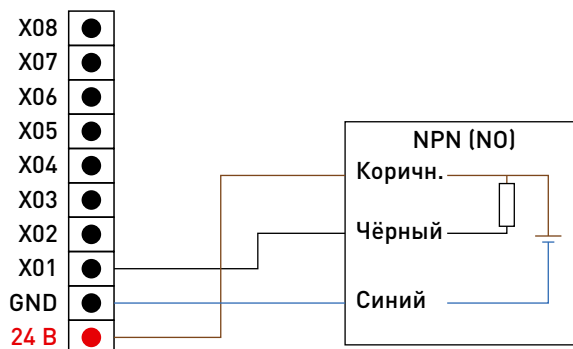 X08
X07
X06
X05
X04
X03
X02
X01
GND
24 В
NPN (NO)
Коричн.
Чёрный
Синий